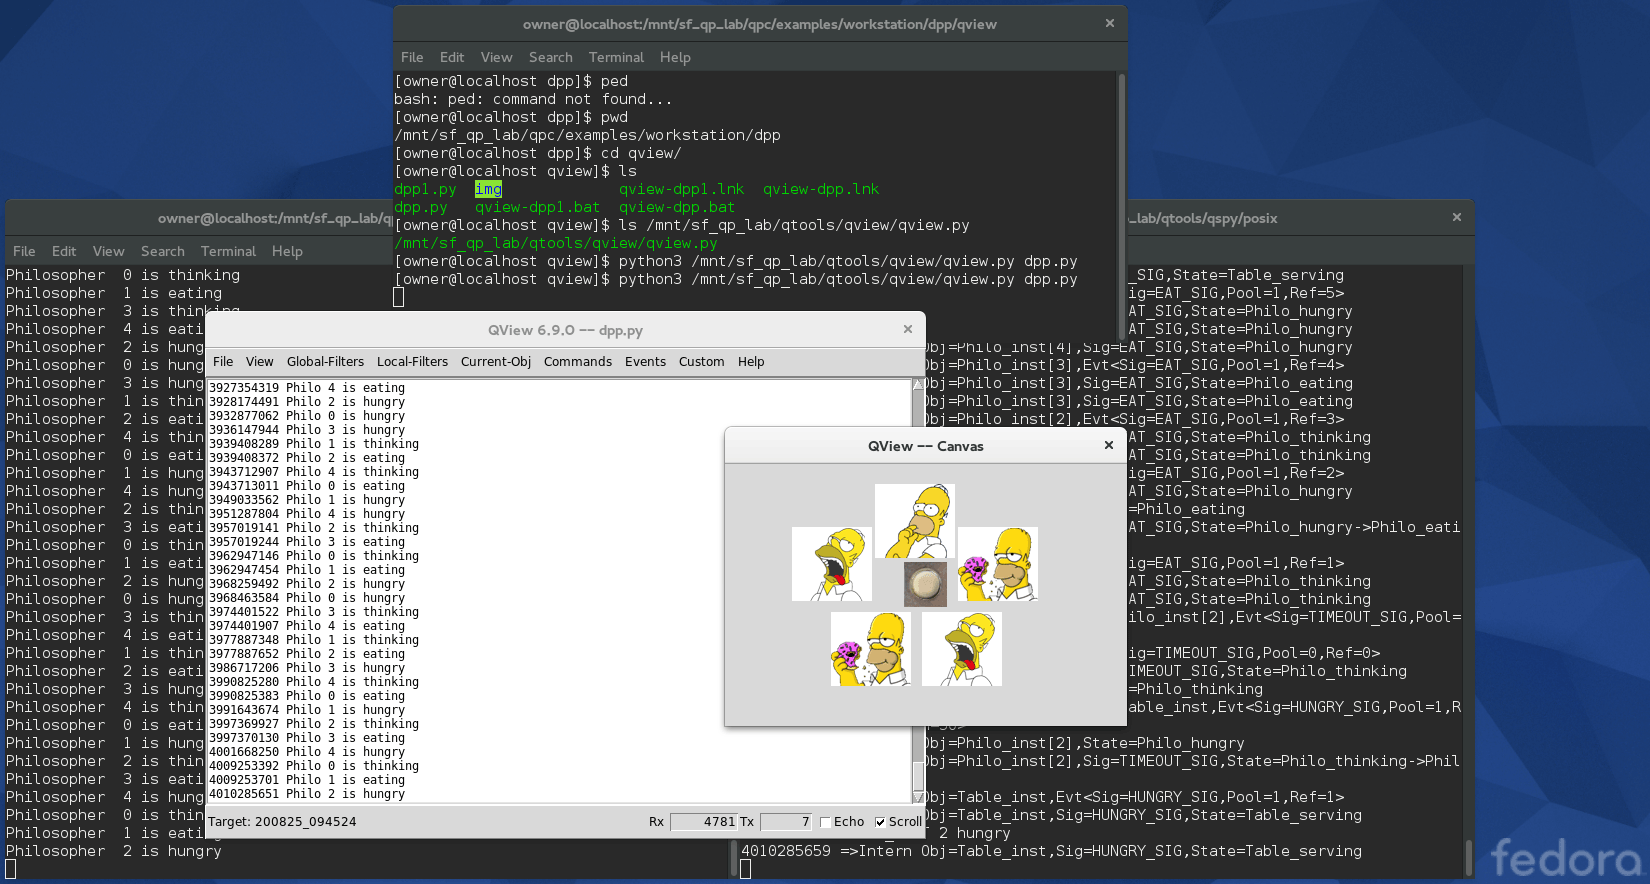 owner@localhost:/mnt/sf_qp_lab/qpc/examples/workstation/dpp/qview
File Edit View Search Terminal Help
[owner@localhost dpp]$ ped
bash: ped: command not found...
[owner@localhost dpp]$ pwd
/mnt/sf_qp_lab/qpc/examples/workstation/dpp
[owner@localhost dpp]$ cd qview/
[owner@localhost qview]$ ls
dpp1.py img qview-dpp1.lnk qview-dpp.lnk
dpp.py qview-dpp1.bat qview-dpp.bat
[owner@localhost qview]$ ls /mnt/sf_qp_lab/qtools/qview/qview.py
/mnt/sf_qp_lab/qtools/qview/qview.py
[owner@localhost qview]$ python3 /mnt/sf_qp_lab/qtools/qview/qview.py dpp.py
[owner@localhost qview]$ python3 /mnt/sf_qp_lab/qtools/qview/qview.py dpp.py
owner@localhost:/mnt/sf_qp_lab/q
File Edit View Search Terminal Help
Philosopher 0 is thinking
Philosopher 1 is eating
Philosopher 3 is thinking
Philosopher 4 is eati
Philosopher 2 is hung
Philosopher 0 is hung
Philosopher 3 is hung
Philosopher 1 is thin
Philosopher 2 is eati
Philosopher 4 is thin
Philosopher 0 is eati
Philosopher 1 is hung
Philosopher 4 is hung
Philosopher 2 is thin
Philosopher 3 is eati
Philosopher 0 is thin
Philosopher 1 is eati
Philosopher 2 is hung
Philosopher 0 is hung
Philosopher 3 is thin
Philosopher 4 is eati
Philosopher 1 is thin
Philosopher 2 is eati
Philosopher 3 is hung
Philosopher 4 is thin
Philosopher 0 is eati
Philosopher 1 is hung
Philosopher 2 is thin
Philosopher 3 is eati
Philosopher 4 is hung
Philosopher 0 is thin
Philosopher 1 is eati
Philosopher 2 is hungry
QView 6.9.0 -- dpp.py
File View Global-Filters Local-Filters Current-Obj Commands Events Custom Help
3927354319 Philo 4 is eating
3928174491 Philo 2 is hungry
3932877062 Philo 0 is hungry
3936147944 Philo 3 is hungry
3939408289 Philo 1 is thinking
3939408372 Philo 2 is eating
3943712907 Philo 4 is thinking
3943713011 Philo 0 is eating
3949033562 Philo 1 is hungry
3951287804 Philo 4 is hungry
3957019141 Philo 2 is thinking
3957019244 Philo 3 is eating
3962947146 Philo 0 is thinking
3962947454 Philo 1 is eating
3968259492 Philo 2 is hungry
3968463584 Philo 0 is hungry
3974401522 Philo 3 is thinking
3974401907 Philo 4 is eating
3977887348 Philo 1 is thinking
3977887652 Philo 2 is eating
3986717206 Philo 3 is hungry
3990825280 Philo 4 is thinking
3990825383 Philo 0 is eating
3991643674 Philo 1 is hungry
3997369927 Philo 2 is thinking
3997370130 Philo 3 is eating
4001668250 Philo 4 is hungry
4009253392 Philo 0 is thinking
4009253701 Philo 1 is eating
4010285651 Philo 2 is hungry
Target: 200825_094524 Rx 4781 Tx 7 Echo Scroll
QView -- Canvas
_lab/qtools/qspy/posix
_SIG,State=Table_serving
ig=EAT_SIG,Pool=1,Ref=5>
AT_SIG,State=Philo_hungry
AT_SIG,State=Philo_hungry
Obj=Philo_inst[4],Sig=EAT_SIG,State=Philo_hungry
Obj=Philo_inst[3],Evt<Sig=EAT_SIG,Pool=1,Ref=4>
Obj=Philo_inst[3],Sig=EAT_SIG,State=Philo_eating
Obj=Philo_inst[3],Sig=EAT_SIG,State=Philo_eating
Obj=Philo_inst[2],Evt<Sig=EAT_SIG,Pool=1,Ref=3>
AT_SIG,State=Philo_thinking
AT_SIG,State=Philo_thinking
ig=EAT_SIG,Pool=1,Ref=2>
AT_SIG,State=Philo_hungry
=Philo_eating
AT_SIG,State=Philo_hungry->Philo_eati
ig=EAT_SIG,Pool=1,Ref=1>
AT_SIG,State=Philo_thinking
AT_SIG,State=Philo_thinking
ilo_inst[2],Evt<Sig=TIMEOUT_SIG,Pool=
ig=TIMEOUT_SIG,Pool=0,Ref=0>
IMEOUT_SIG,State=Philo_thinking
=Philo_thinking
able_inst,Evt<Sig=HUNGRY_SIG,Pool=1,R
Obj=Philo_inst[2],State=Philo_hungry
Obj=Philo_inst[2],Sig=TIMEOUT_SIG,State=Philo_thinking->Phil
Obj=Table_inst,Evt<Sig=HUNGRY_SIG,Pool=1,Ref=1>
Obj=Table_inst,Sig=HUNGRY_SIG,State=Table_serving
2 hungry
4010285659 =>Intern Obj=Table_inst,Sig=HUNGRY_SIG,State=Table_serving
fedora